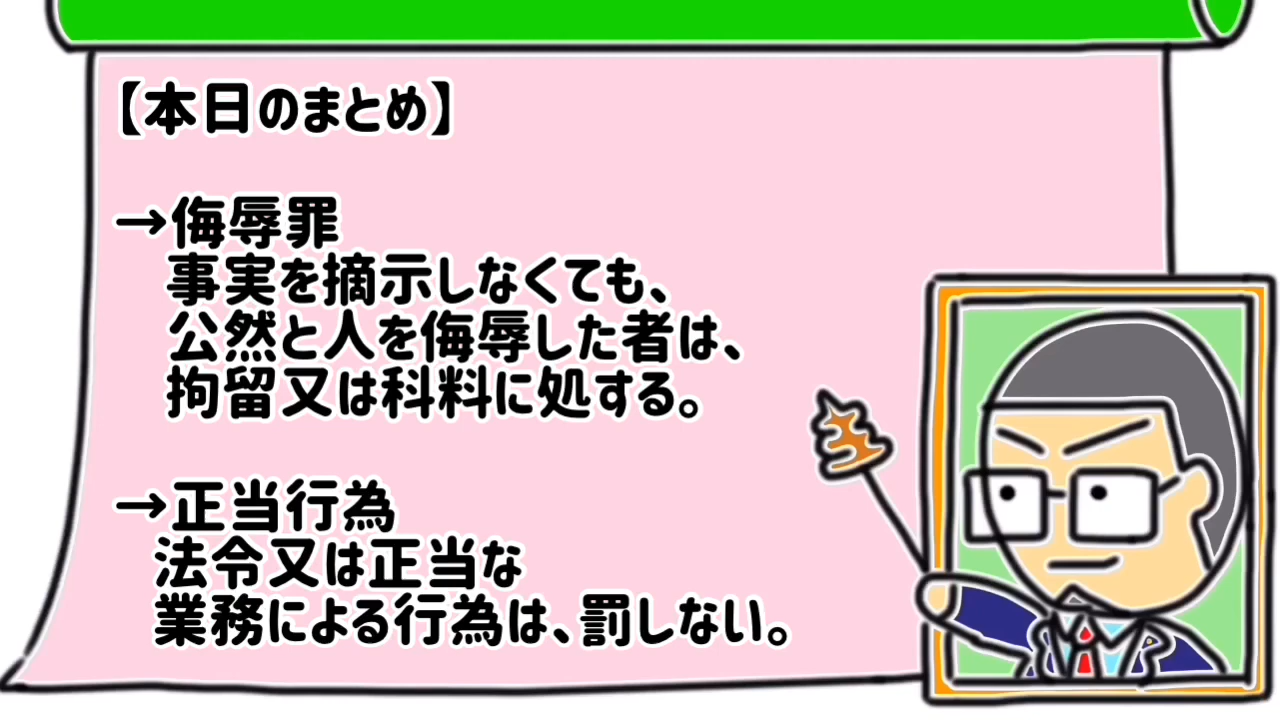 【本日のまとめ】
→侮辱罪
事実を摘示しなくても、
公然と人を侮辱した者は、
拘留又は科料に処する。
→正当行為
法令又は正当な
業務による行為は、罰しない。